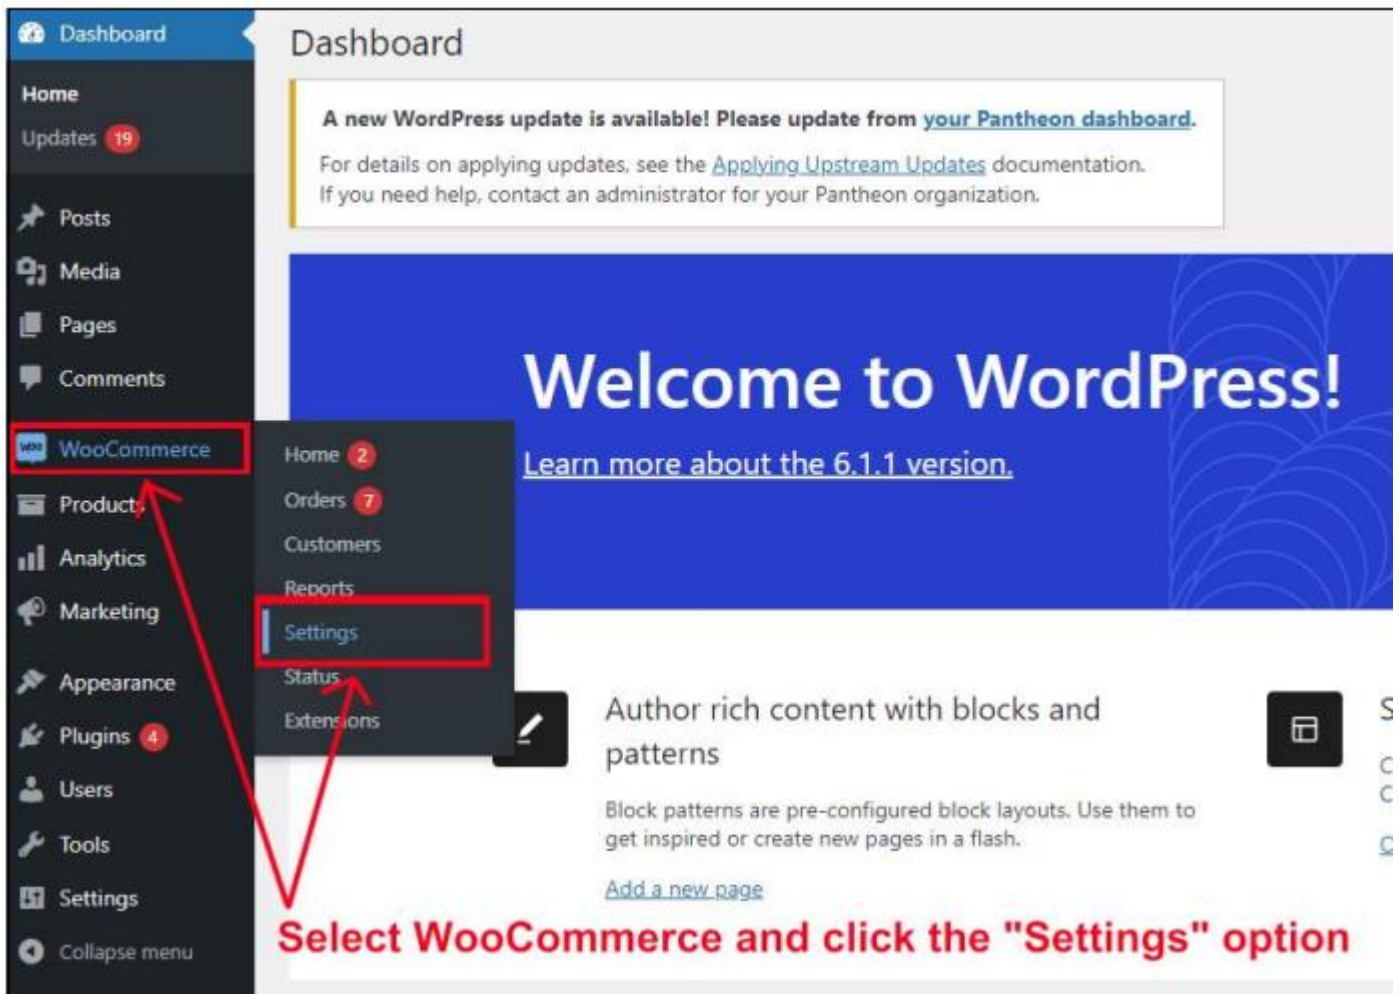 Dashboard
Home
Updates 19
Posts
Media
Pages
Comments
woo WooCommerce
Products
Analytics
Marketing
Appearance
Plugins 4
Users
Tools
Settings
Collapse menu
Home 2
Orders 7
Customers
Reports
Settings
Status
Extensions
Dashboard
A new WordPress update is available! Please update from your Pantheon dashboard.
For details on applying updates, see the Applying Upstream Updates documentation.
If you need help, contact an administrator for your Pantheon organization.
Welcome to WordPress!
Learn more about the 6.1.1 version.
Author rich content with blocks and
patterns
Block patterns are pre-configured block layouts. Use them to
get inspired or create new pages in a flash.
Add a new page
Select WooCommerce and click the "Settings" option